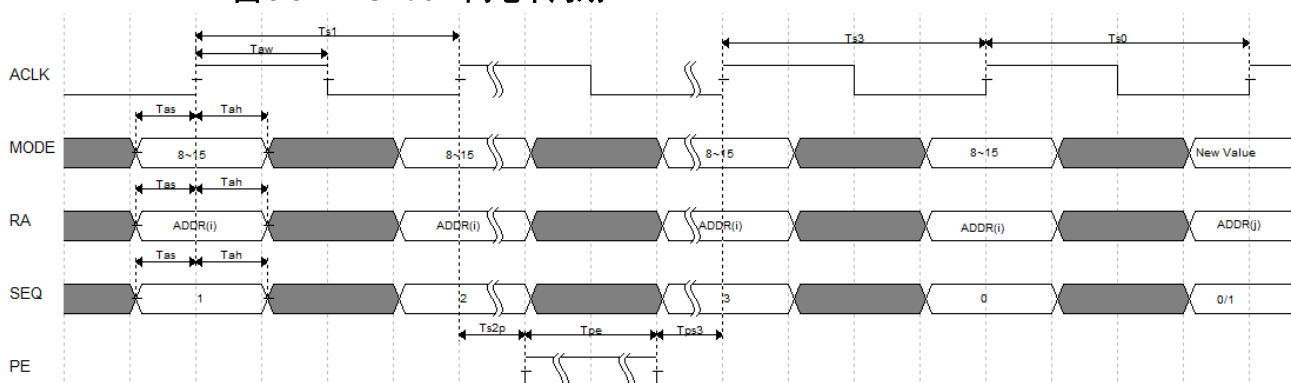 Ts1
Ts3
Ts0
Taw
ACLK
Tas
Tah
MODE
8~15
8~15
8~15
8~15
New Value
Tas
Tah
RA
ADDR(i)
ADDR(i)
ADDR(i)
ADDR(i)
ADDR(j)
Tas
Tah
SEQ
1
2
3
0
0/1
Ts2p
Tpe
Tps3
PE